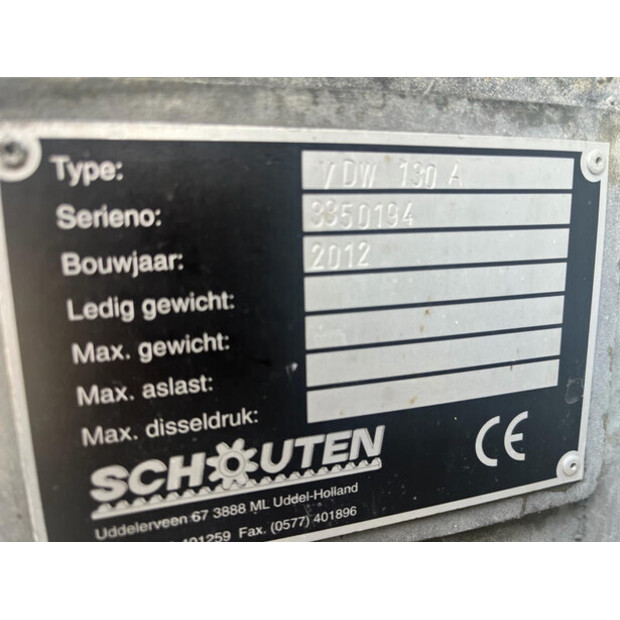 Type: VDW 130 A
Serieno: 3350194
Bouwjaar: 2012
Ledig gewicht:
Max. gewicht:
Max. aslast:
Max. disseldruk:
SCHOUTEN
CE
Uddelerveen 67 3888 ML Uddel-Holland
401259 Fax. (0577) 401896